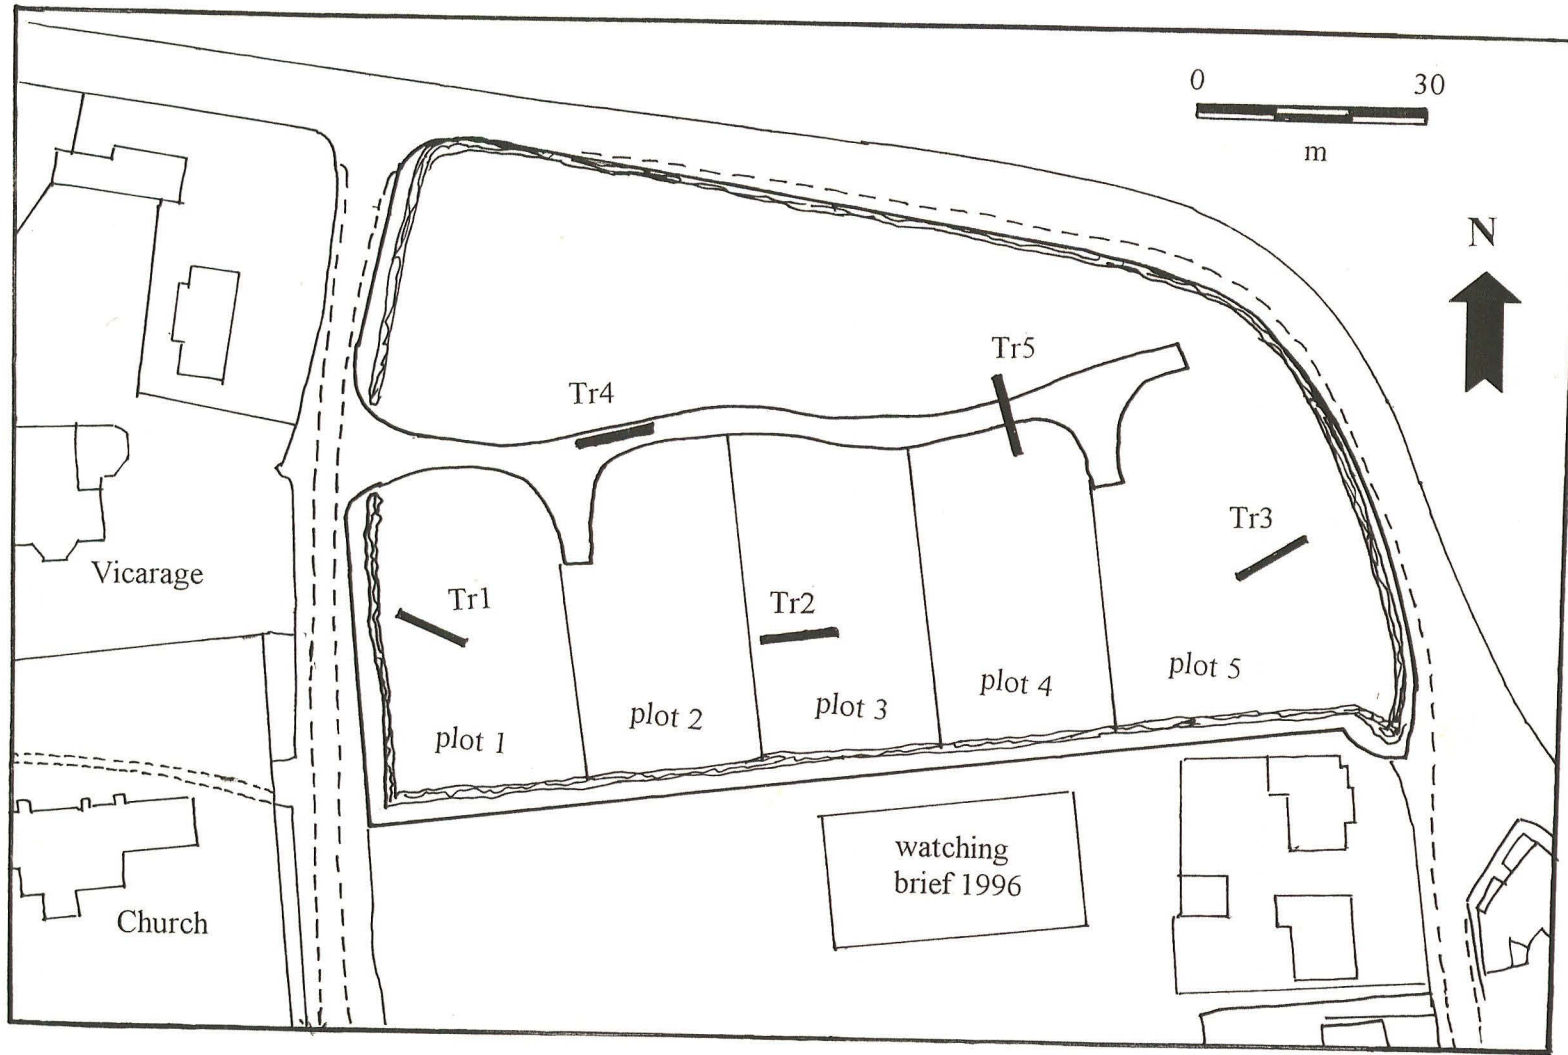 0 30
m
N
Tr5
Tr4
Tr3
Vicarage
Tr1
Tr2
plot 1
plot 2
plot 3
plot 4
plot 5
watching
brief 1996
Church